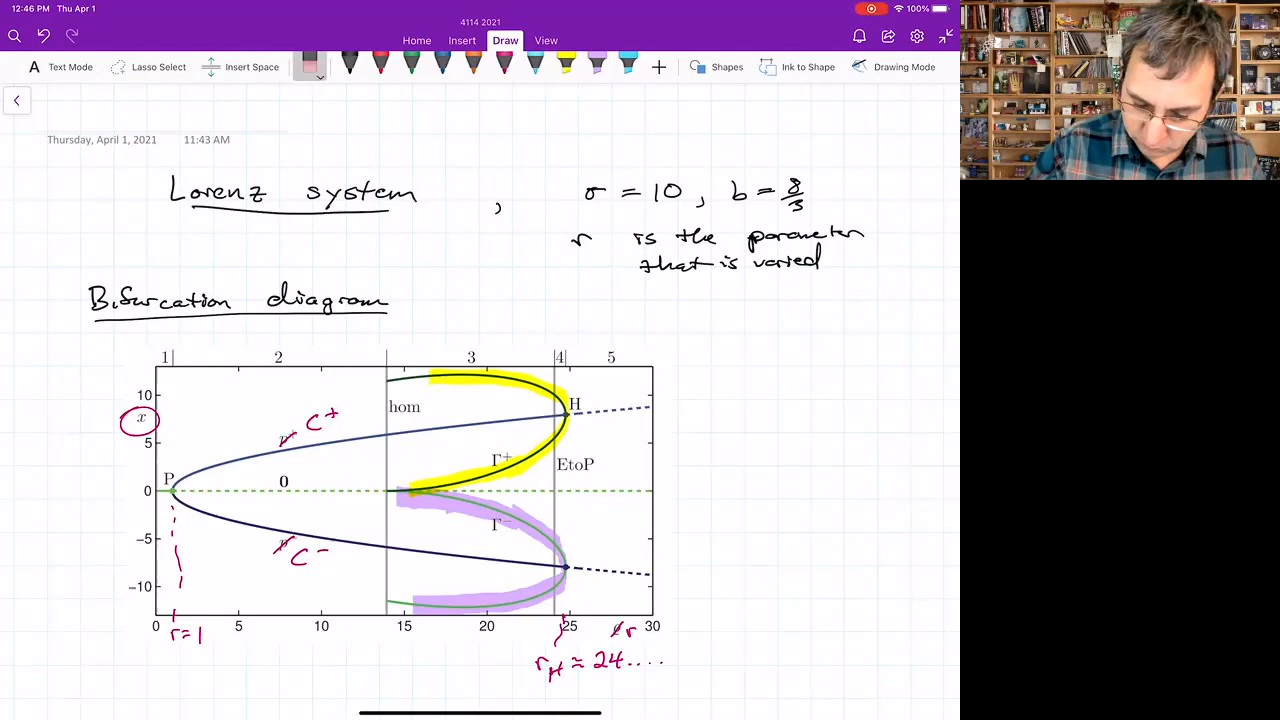 12:46 PM Thu Apr 1
100%
4114 2021
Home Insert Draw View
A Text Mode Lasso Select Insert Space Shapes Ink to Shape Drawing Mode
Thursday, April 1, 2021 11:43 AM
Lorenz system , σ = 10 , b = 8/3
r is the parameter
that is varied
Bifurcation diagram
1 2 3 4 5
10
x
hom
H
C+
5
Γ+
EtoP
P
0
0
Γ−
−5
C−
−10
0 5 10 15 20 25 r 30
r=1
rH ≈ 24....